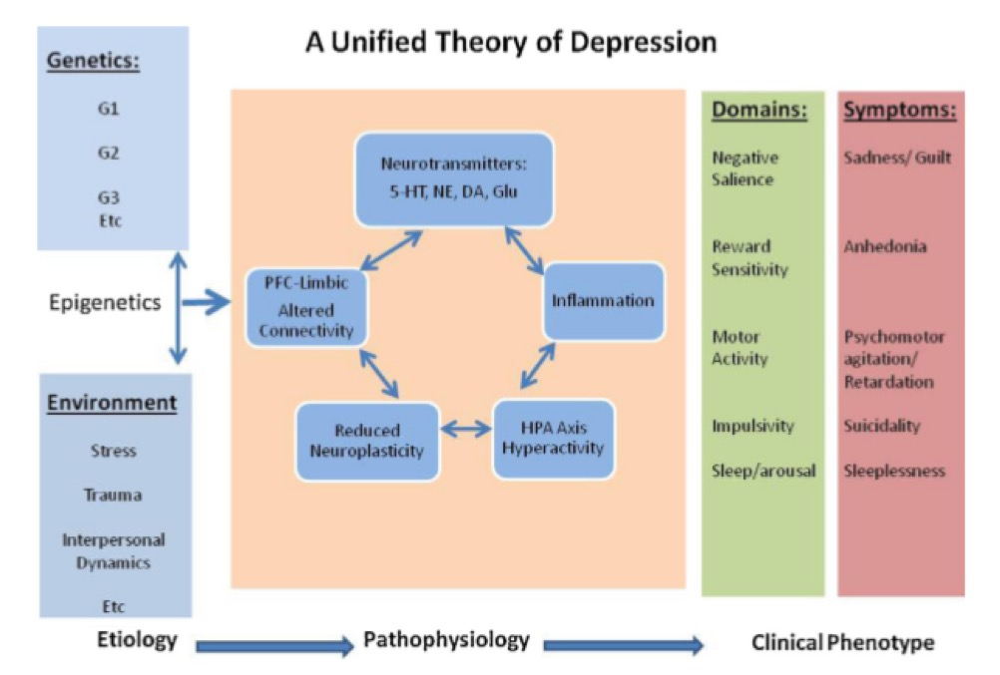 A Unified Theory of Depression
Genetics:
G1
G2
G3
Etc
Epigenetics
Environment
Stress
Trauma
Interpersonal
Dynamics
Etc
Neurotransmitters:
5-HT, NE, DA, Glu
PFC-Limbic
Altered
Connectivity
Inflammation
Reduced
Neuroplasticity
HPA Axis
Hyperactivity
Domains:
Negative
Salience
Reward
Sensitivity
Motor
Activity
Impulsivity
Sleep/arousal
Symptoms:
Sadness/ Guilt
Anhedonia
Psychomotor
agitation/
Retardation
Suicidality
Sleeplessness
Etiology
Pathophysiology
Clinical Phenotype